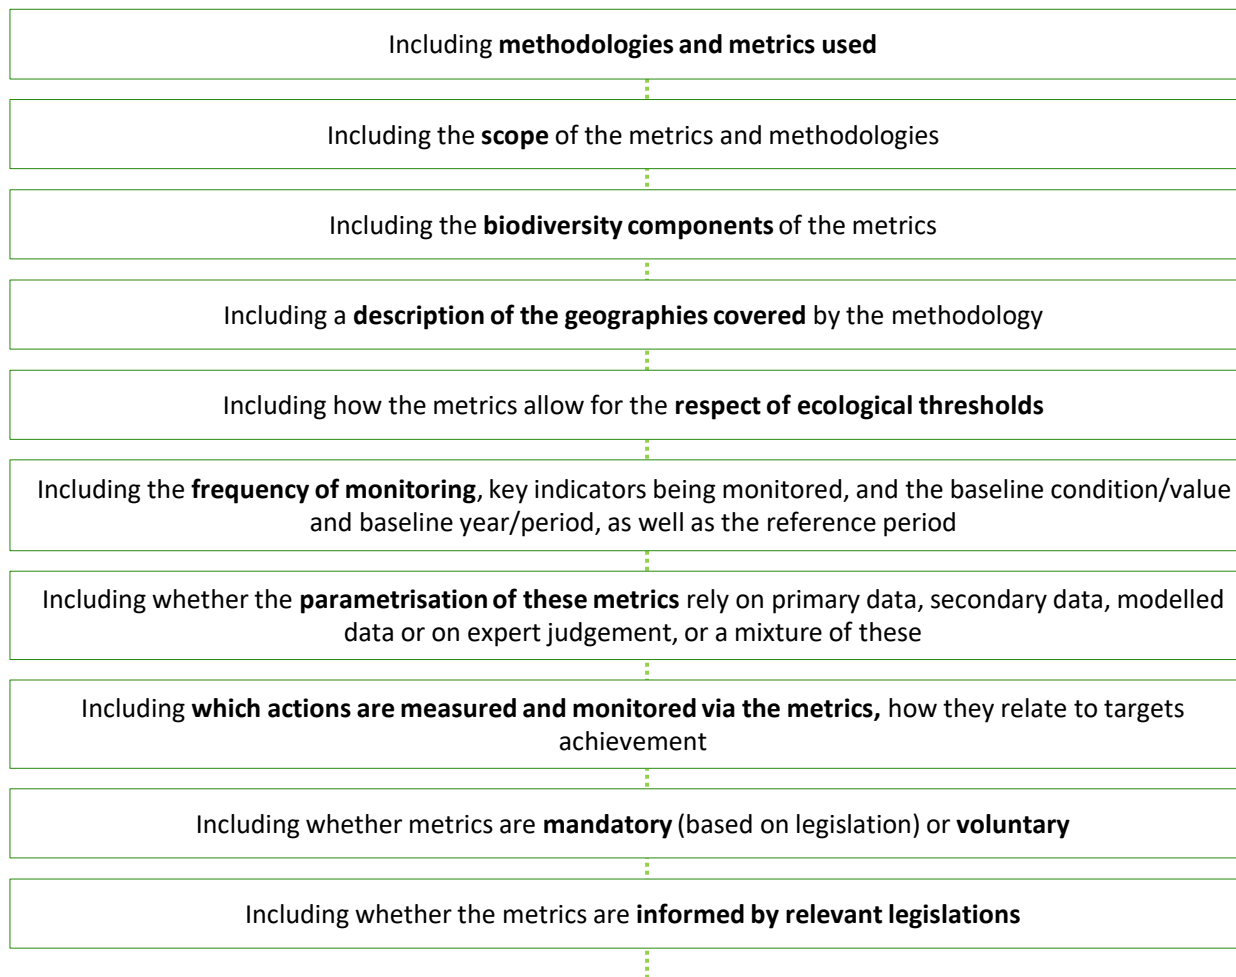 Including methodologies and metrics used
Including the scope of the metrics and methodologies
Including the biodiversity components of the metrics
Including a description of the geographies covered by the methodology
Including how the metrics allow for the respect of ecological thresholds
Including the frequency of monitoring, key indicators being monitored, and the baseline condition/value
and baseline year/period, as well as the reference period
Including whether the parametrisation of these metrics rely on primary data, secondary data, modelled
data or on expert judgement, or a mixture of these
Including which actions are measured and monitored via the metrics, how they relate to targets
achievement
Including whether metrics are mandatory (based on legislation) or voluntary
Including whether the metrics are informed by relevant legislations